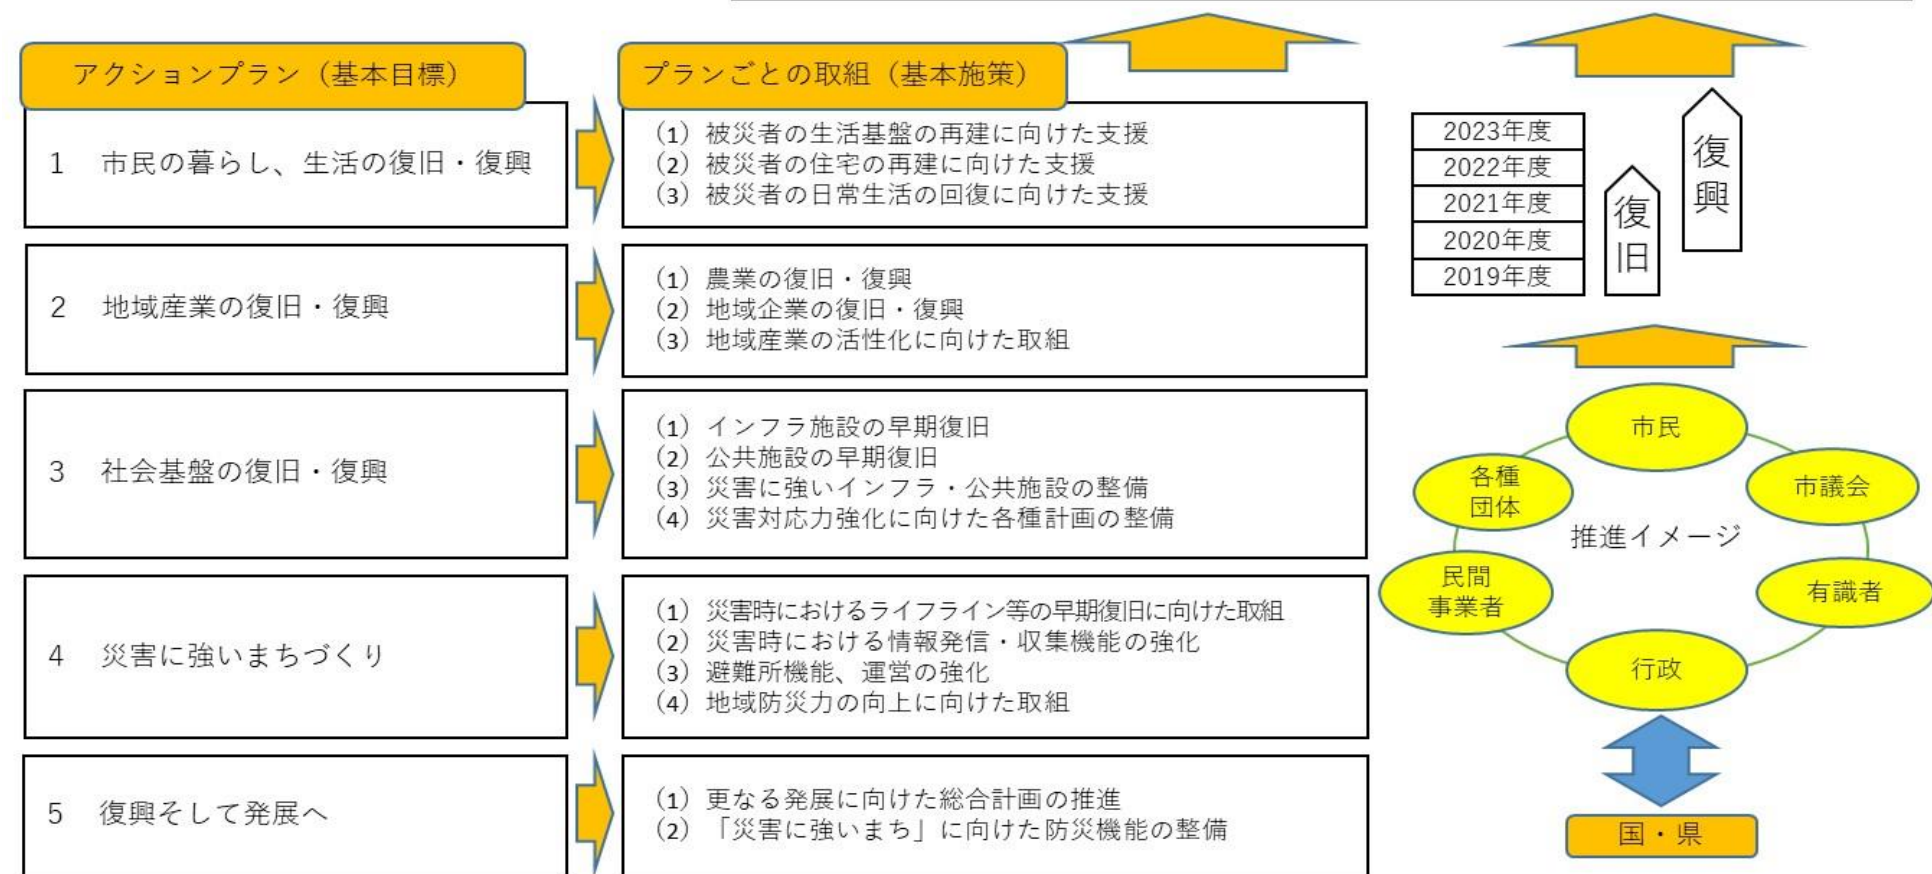 アクションプラン（基本目標）
プランごとの取組（基本施策）
1 市民の暮らし、生活の復旧・復興
（1）被災者の生活基盤の再建に向けた支援
（2）被災者の住宅の再建に向けた支援
（3）被災者の日常生活の回復に向けた支援
2 地域産業の復旧・復興
（1）農業の復旧・復興
（2）地域企業の復旧・復興
（3）地域産業の活性化に向けた取組
3 社会基盤の復旧・復興
（1）インフラ施設の早期復旧
（2）公共施設の早期復旧
（3）災害に強いインフラ・公共施設の整備
（4）災害対応力強化に向けた各種計画の整備
4 災害に強いまちづくり
（1）災害時におけるライフライン等の早期復旧に向けた取組
（2）災害時における情報発信・収集機能の強化
（3）避難所機能、運営の強化
（4）地域防災力の向上に向けた取組
5 復興そして発展へ
（1）更なる発展に向けた総合計画の推進
（2）「災害に強いまち」に向けた防災機能の整備
2023年度
2022年度
2021年度
2020年度
2019年度
復旧
復興
市民
各種
団体
市議会
推進イメージ
民間
事業者
有識者
行政
国・県